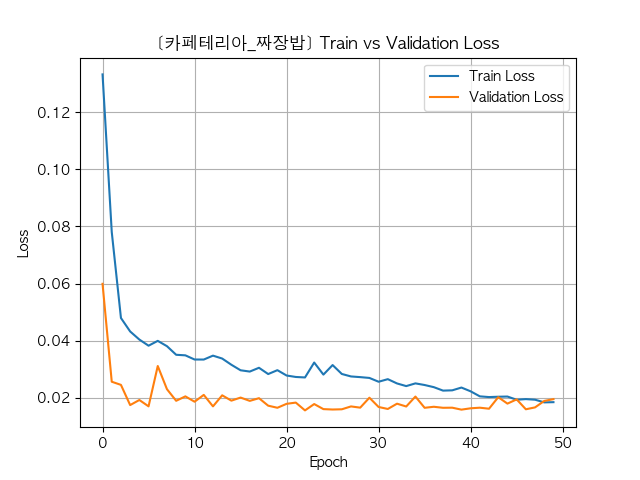 [카페테리아_짜장밥] Train vs Validation Loss
Train Loss
Validation Loss
Loss
0.12
0.10
0.08
0.06
0.04
0.02
0 10 20 30 40 50
Epoch